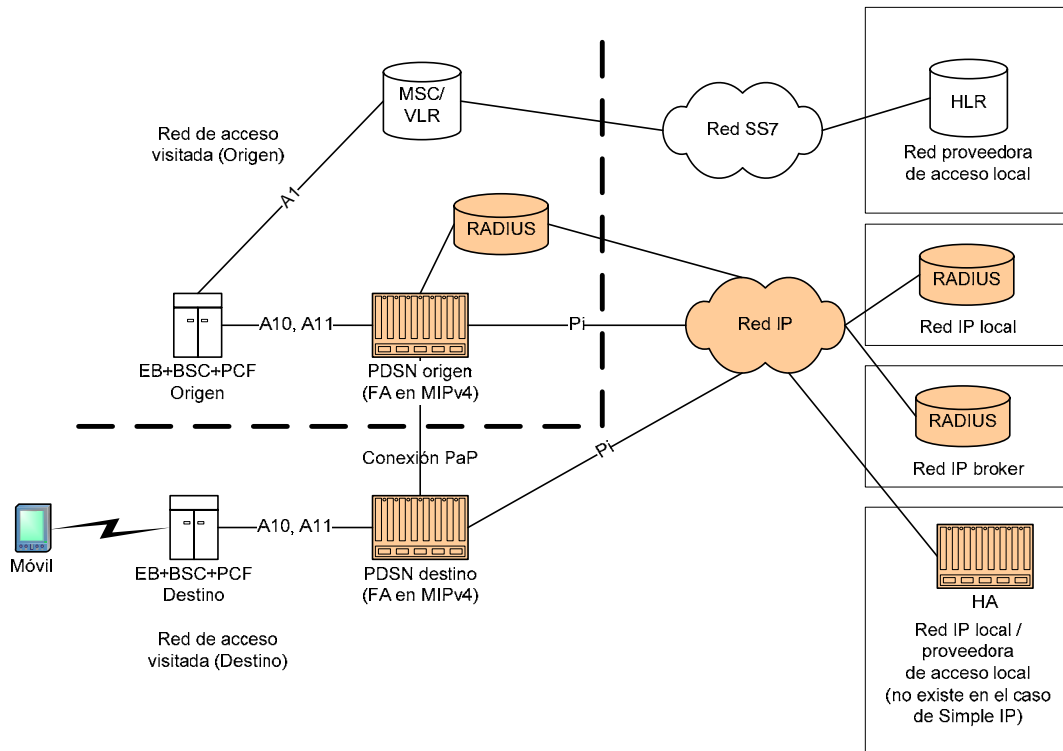 MSC/
VLR
Red de acceso
visitada (Origen)
Red SS7
HLR
Red proveedora
de acceso local
A1
RADIUS
RADIUS
Red IP local
EB+BSC+PCF
Origen
A10, A11
PDSN origen
(FA en MIPv4)
Pi
Red IP
RADIUS
Red IP broker
Conexión PaP
Pi
Móvil
EB+BSC+PCF
Destino
A10, A11
PDSN destino
(FA en MIPv4)
Red de acceso
visitada (Destino)
HA
Red IP local /
proveedora
de acceso local
(no existe en el caso
de Simple IP)